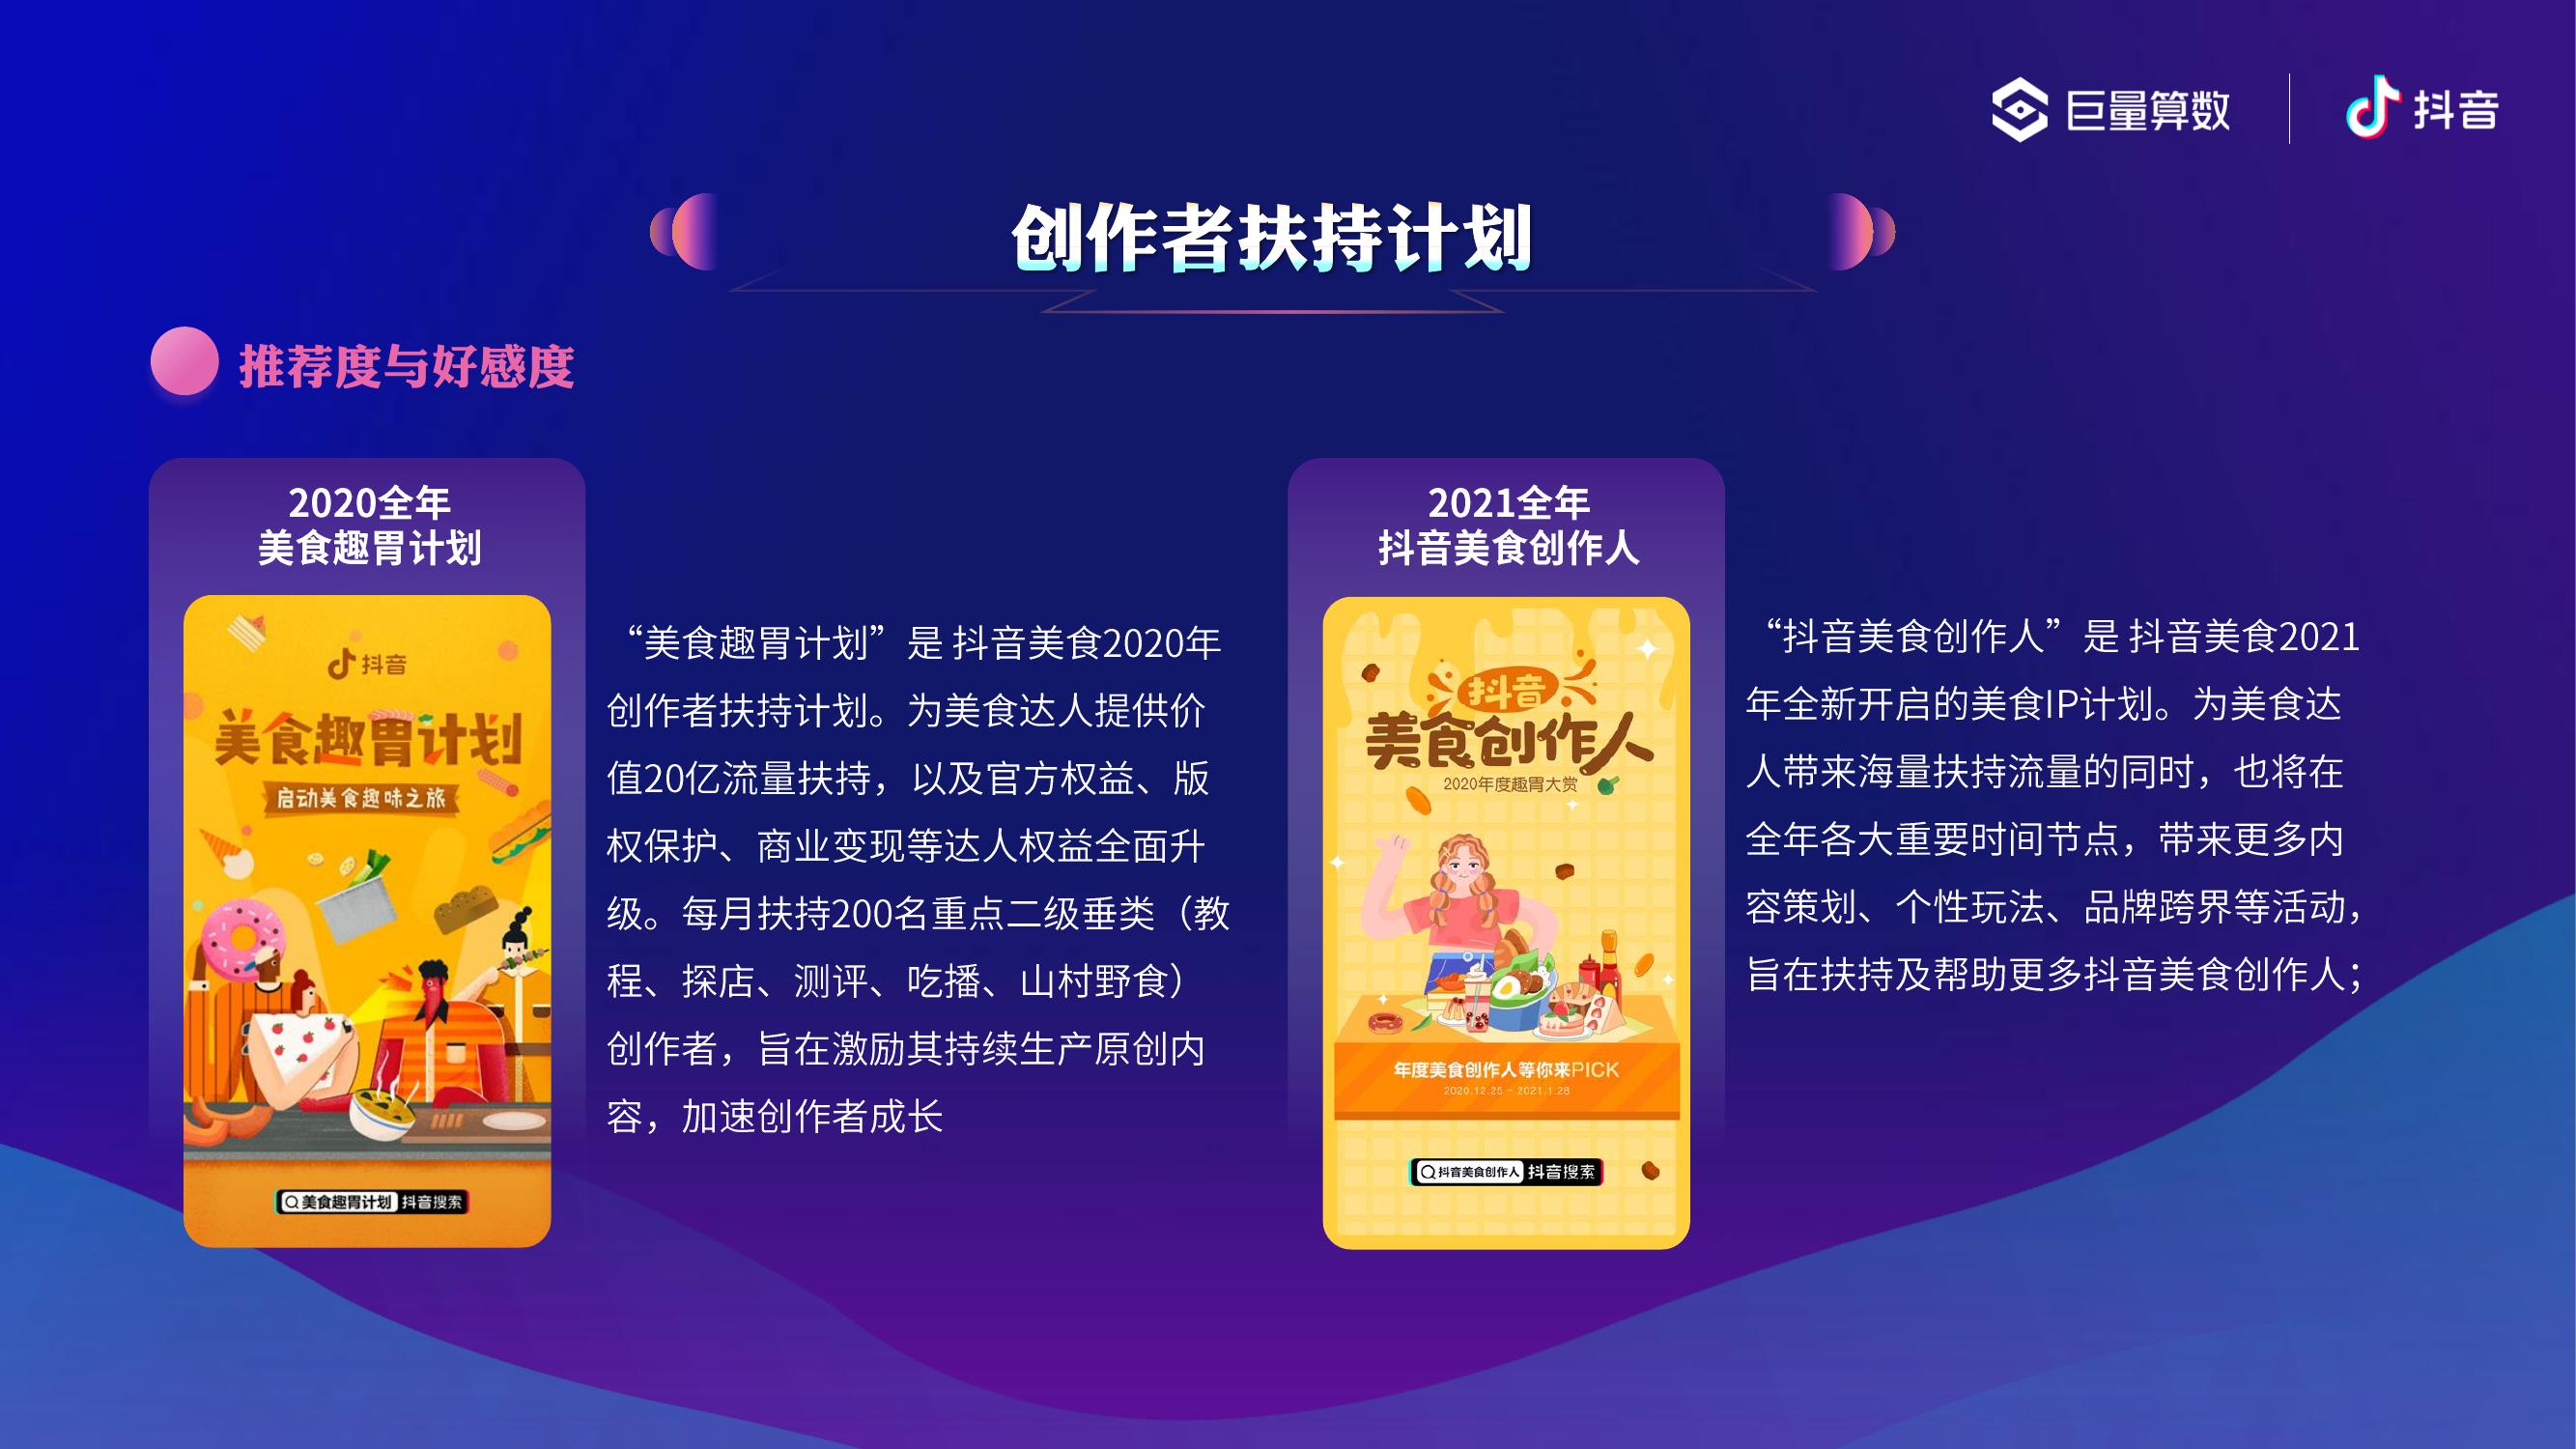 巨量算数
抖音
创作者扶持计划
推荐度与好感度
2020全年
美食趣胃计划
抖音
美食趣胃计划
启动美食趣味之旅
美食趣胃计划 抖音搜索
“美食趣胃计划”是 抖音美食2020年
创作者扶持计划。为美食达人提供价
值20亿流量扶持，以及官方权益、版
权保护、商业变现等达人权益全面升
级。每月扶持200名重点二级垂类（教
程、探店、测评、吃播、山村野食）
创作者，旨在激励其持续生产原创内
容，加速创作者成长
2021全年
抖音美食创作人
抖音
美食创作人
2020年度趣胃大赏
年度美食创作人等你来PICK
2020.12.25 - 2021.1.28
抖音美食创作人 抖音搜索
“抖音美食创作人”是 抖音美食2021
年全新开启的美食IP计划。为美食达
人带来海量扶持流量的同时，也将在
全年各大重要时间节点，带来更多内
容策划、个性玩法、品牌跨界等活动，
旨在扶持及帮助更多抖音美食创作人；